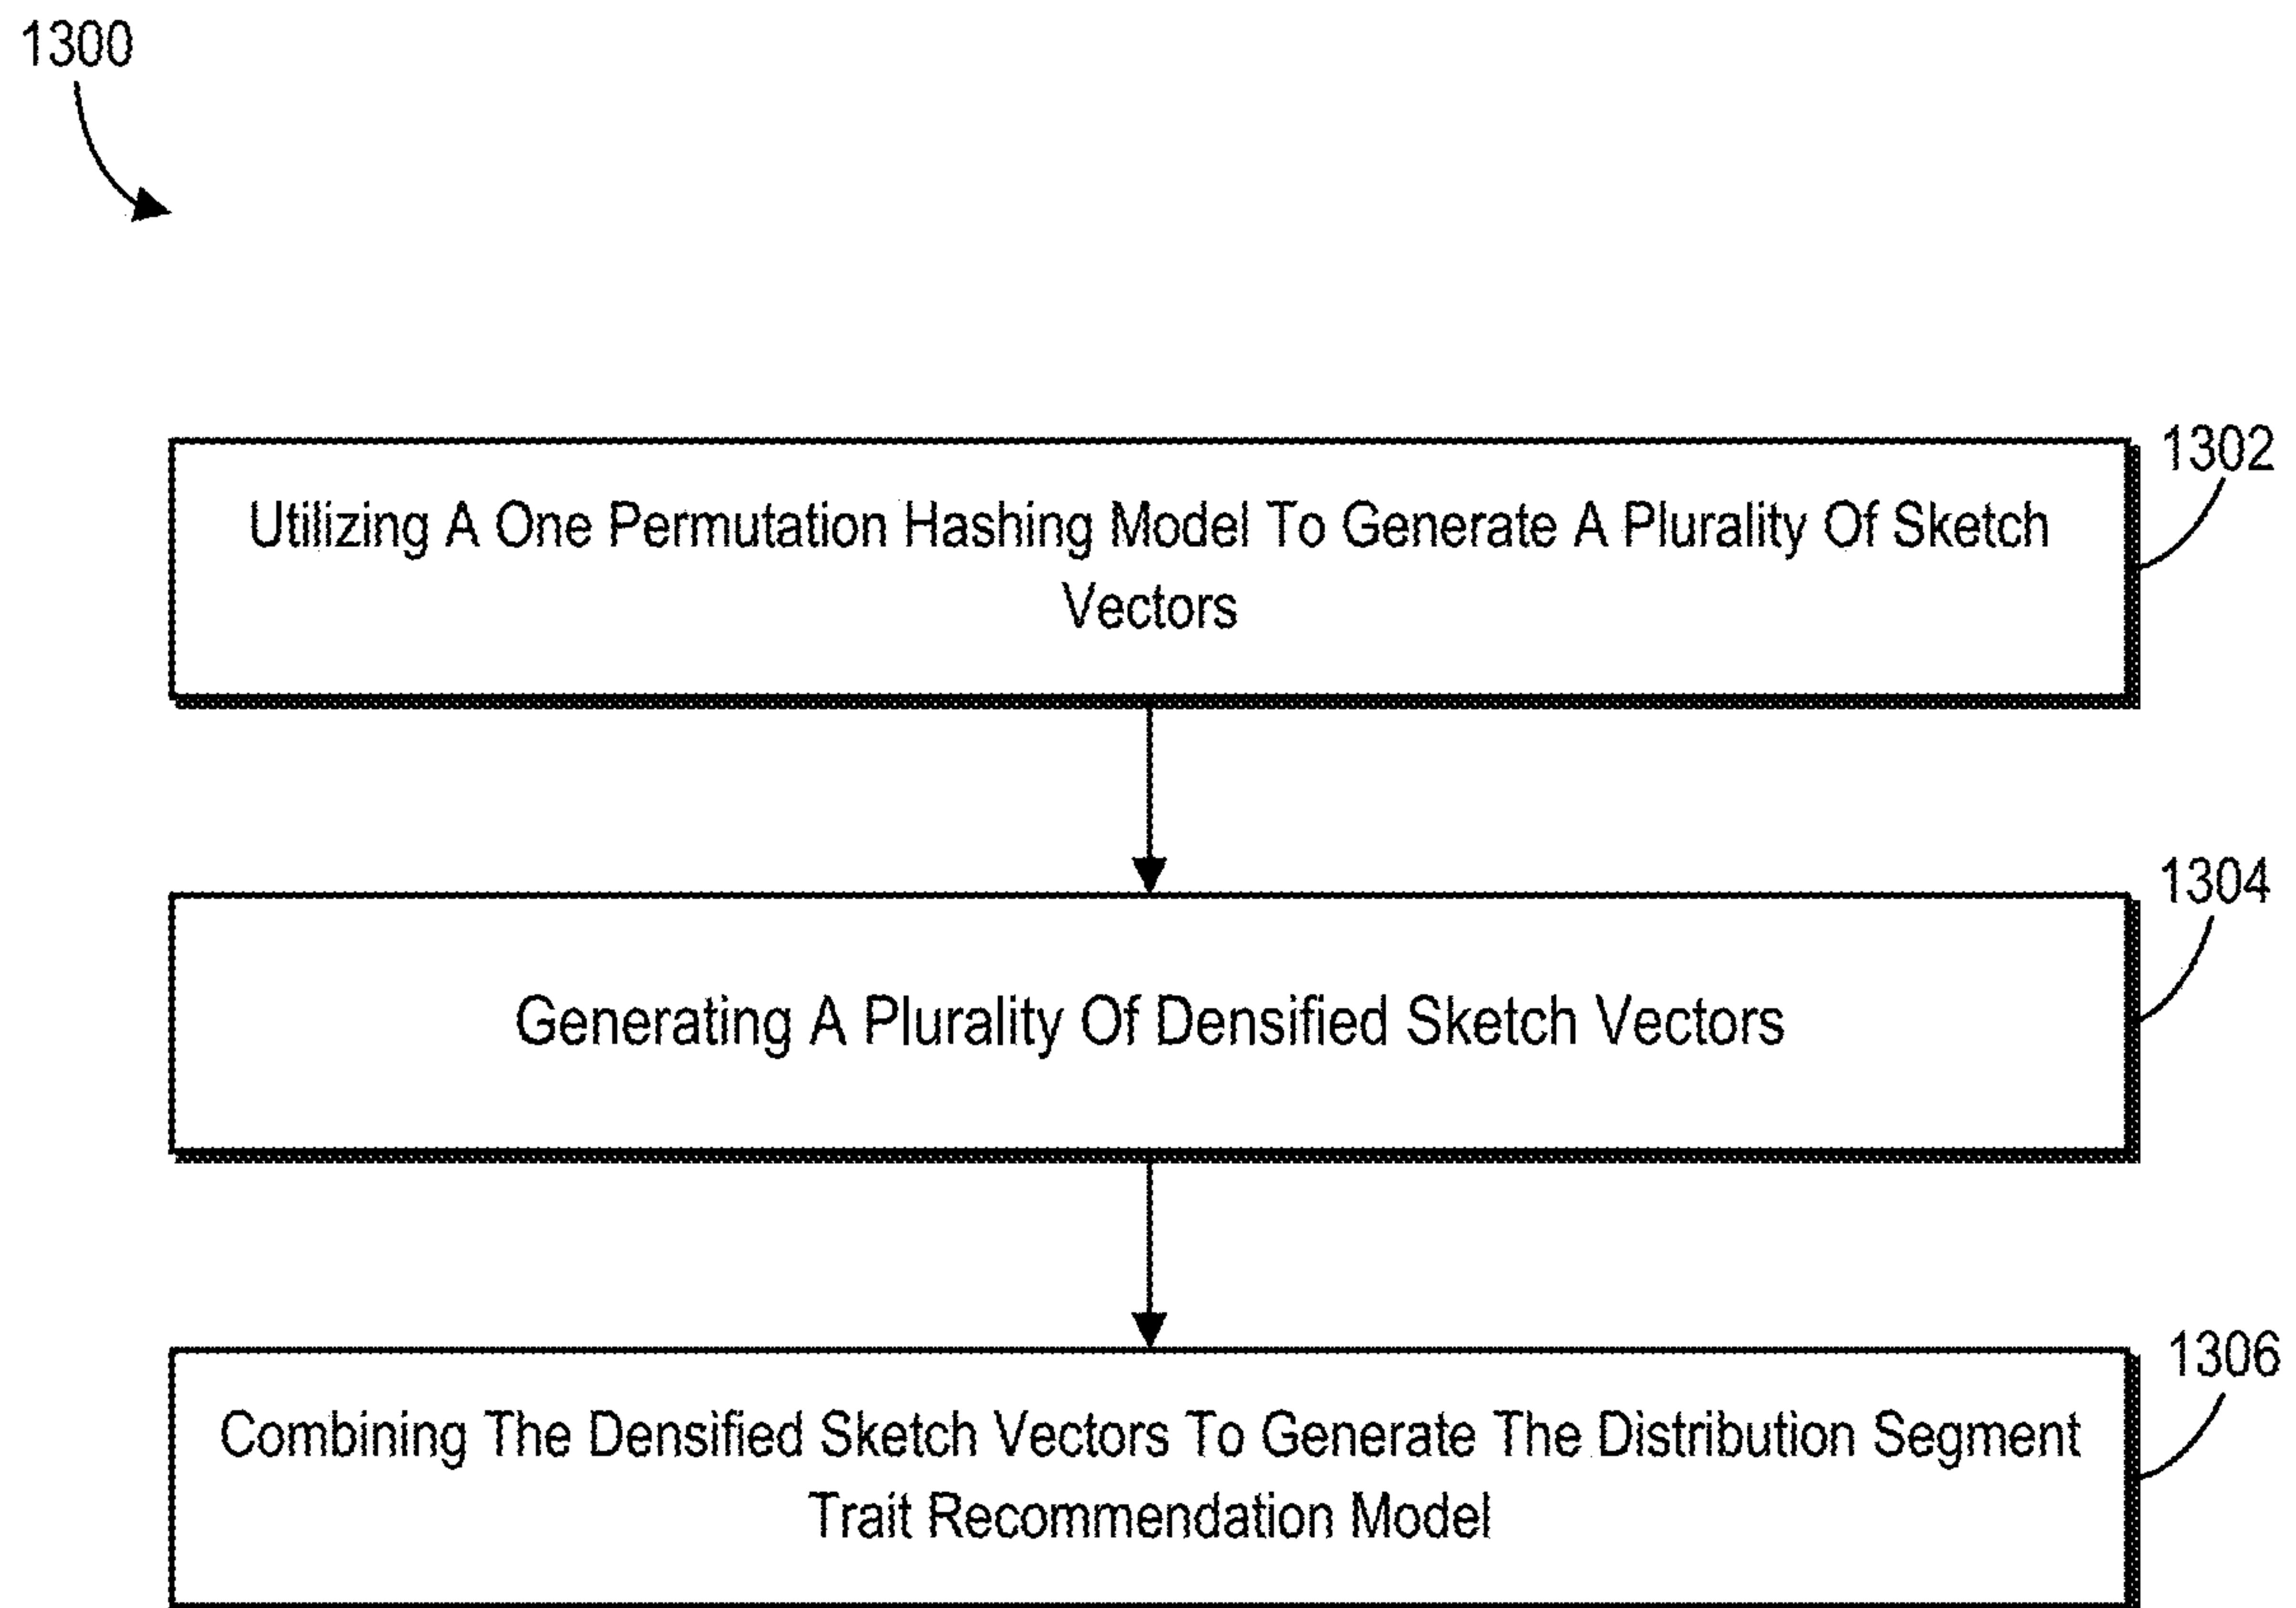 1300
1302
Utilizing A One Permutation Hashing Model To Generate A Plurality Of Sketch
Vectors
1304
Generating A Plurality Of Densified Sketch Vectors
1306
Combining The Densified Sketch Vectors To Generate The Distribution Segment
Trait Recommendation Model